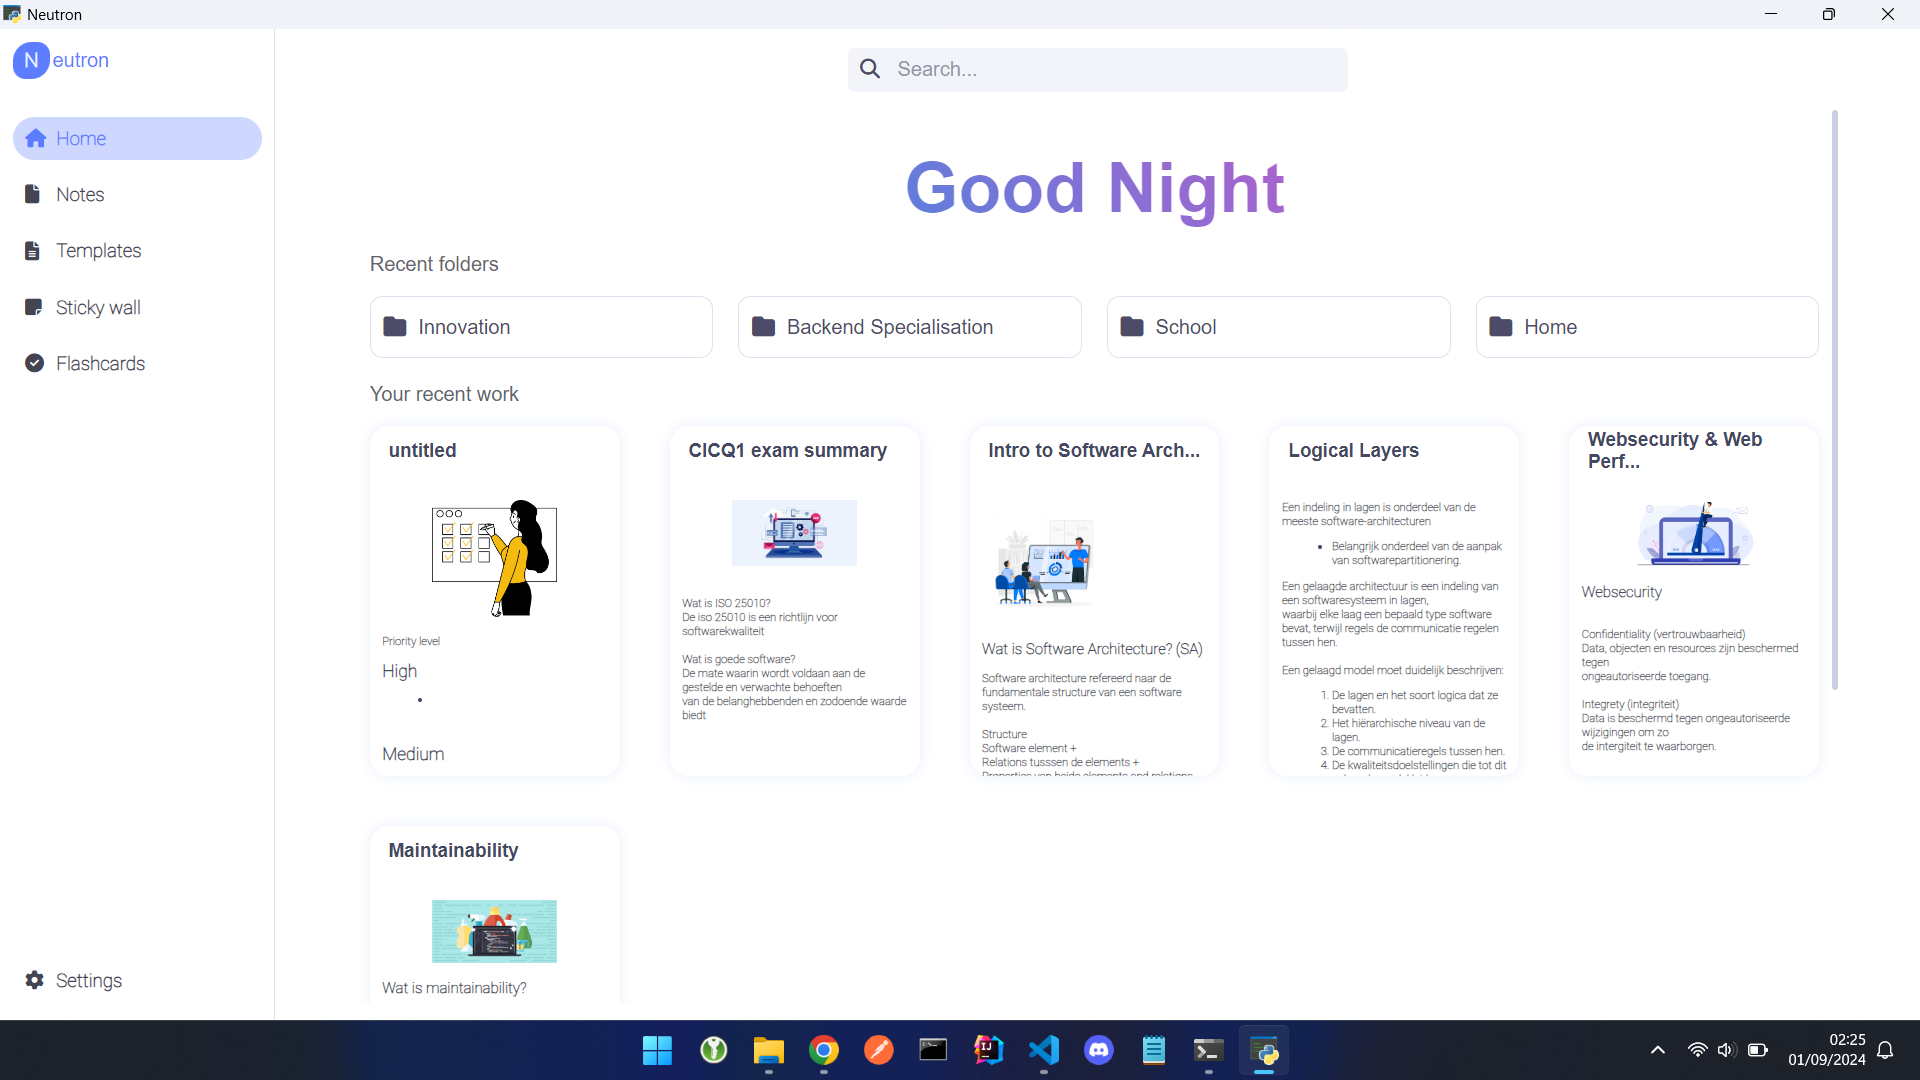 Neutron
Neutron
Search...
Home
Notes
Templates
Sticky wall
Flashcards
Settings
Good Night
Recent folders
Innovation
Backend Specialisation
School
Home
Your recent work
untitled
Priority level
High
•
Medium
CICQ1 exam summary
Wat is ISO 25010?
De iso 25010 is een richtlijn voor
softwarekwaliteit
Wat is goede software?
De mate waarin wordt voldaan aan de
gestelde en verwachte behoeften
van de belanghebbenden en zodoende waarde
biedt
Intro to Software Arch...
Wat is Software Architecture? (SA)
Software architecture refereerd naar de
fundamentale structure van een software
systeem.
Structure
Software element +
Relations tusssen de elements +
Logical Layers
Een indeling in lagen is onderdeel van de
meeste software-architecturen
• Belangrijk onderdeel van de aanpak
van softwarepartitionering.
Een gelaagde architectuur is een indeling van
een softwaresysteem in lagen,
waarbij elke laag een bepaald type software
bevat, terwijl regels de communicatie regelen
tussen hen.
Een gelaagd model moet duidelijk beschrijven:
1. De lagen en het soort logica dat ze
bevatten.
2. Het hiërarchische niveau van de
lagen.
3. De communicatieregels tussen hen.
4. De kwaliteitsdoelstellingen die tot dit
Websecurity & Web
Perf...
Websecurity
Confidentiality (vertrouwbaarheid)
Data, objecten en resources zijn beschermed
tegen
ongeautoriseerde toegang.
Integrety (integriteit)
Data is beschermd tegen ongeautoriseerde
wijzigingen om zo
de intergiteit te waarborgen.
Maintainability
Wat is maintainability?
02:25
01/09/2024